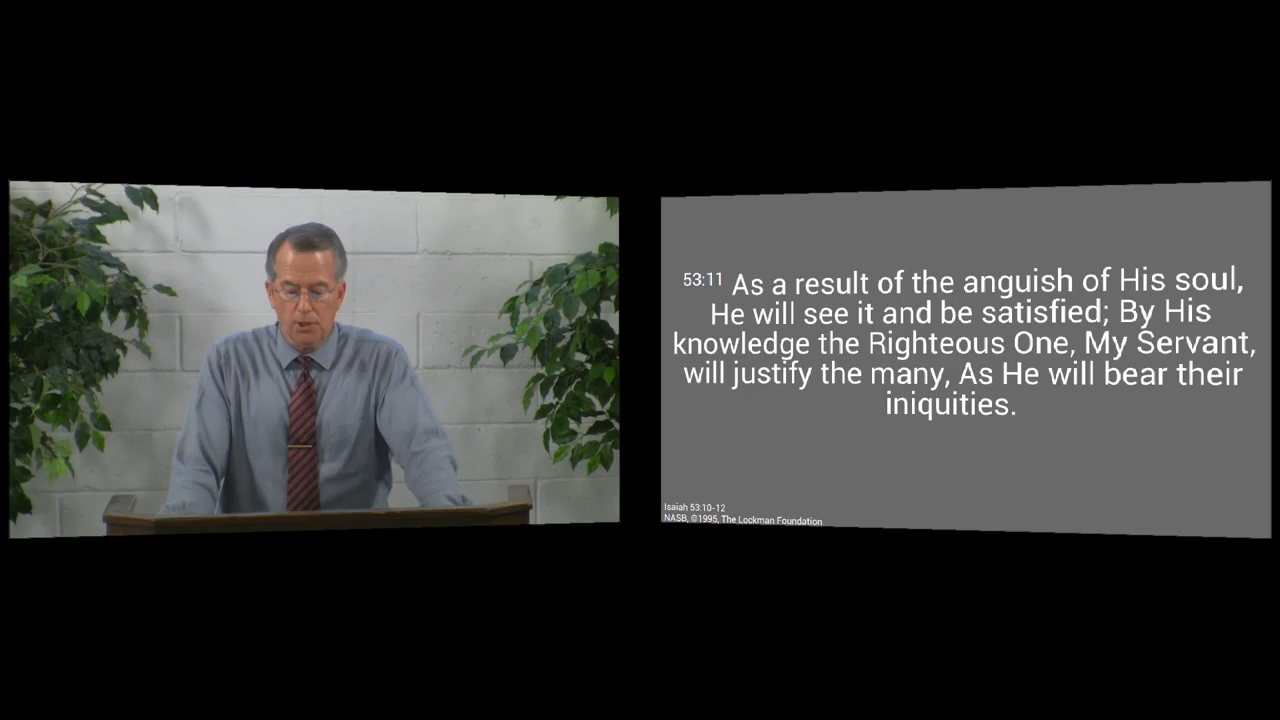 53:11 As a result of the anguish of His soul,
He will see it and be satisfied; By His
knowledge the Righteous One, My Servant,
will justify the many, As He will bear their
iniquities.
Isaiah 53:10-12
NASB, ©1995, The Lockman Foundation